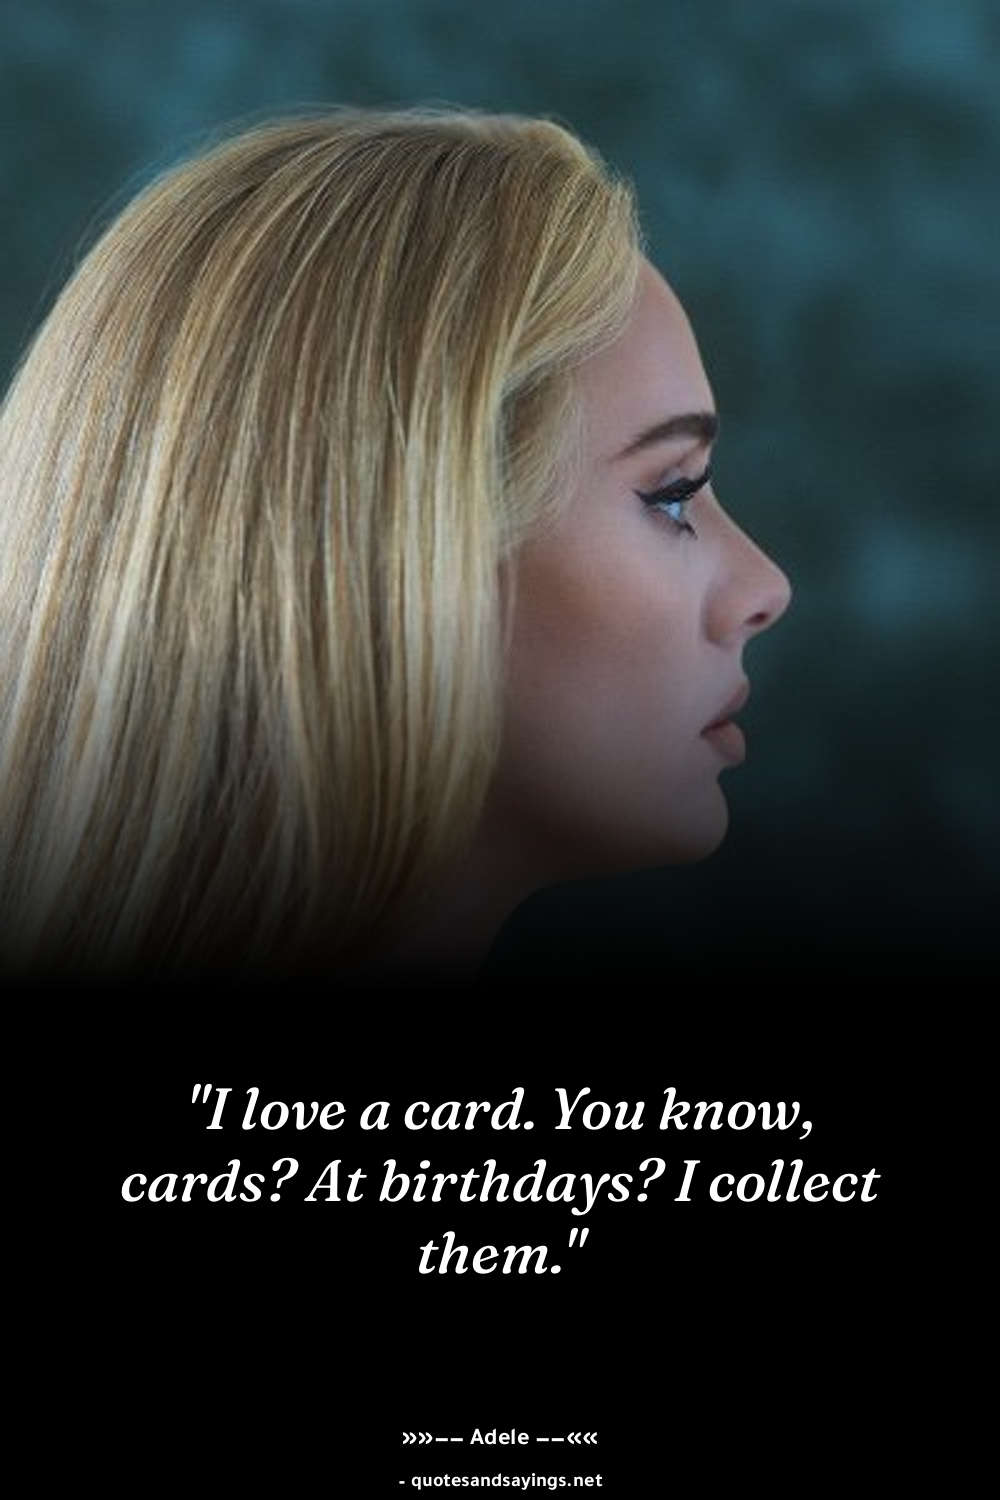 "I love a card. You know,
cards? At birthdays? I collect
them."
»»–– Adele ––««
- quotesandsayings.net